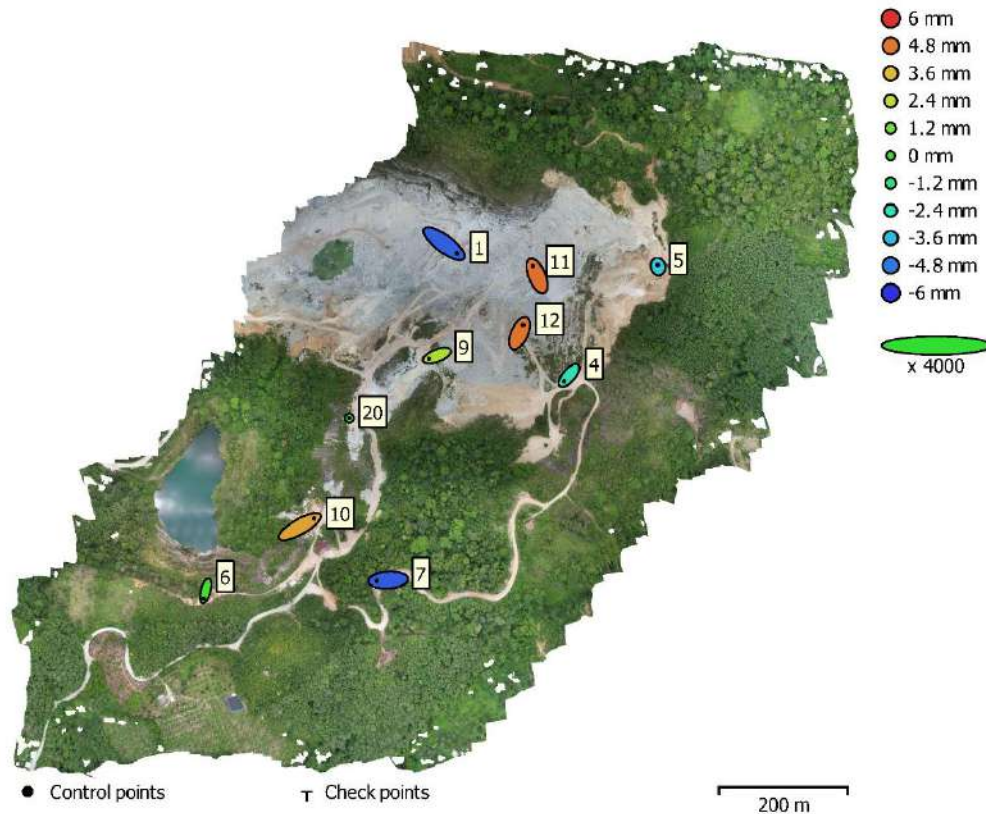 6 mm
4.8 mm
3.6 mm
2.4 mm
1.2 mm
0 mm
-1.2 mm
-2.4 mm
-3.6 mm
-4.8 mm
-6 mm
x 4000
1
11
5
12
9
4
20
10
6
7
Control points
Check points
200 m